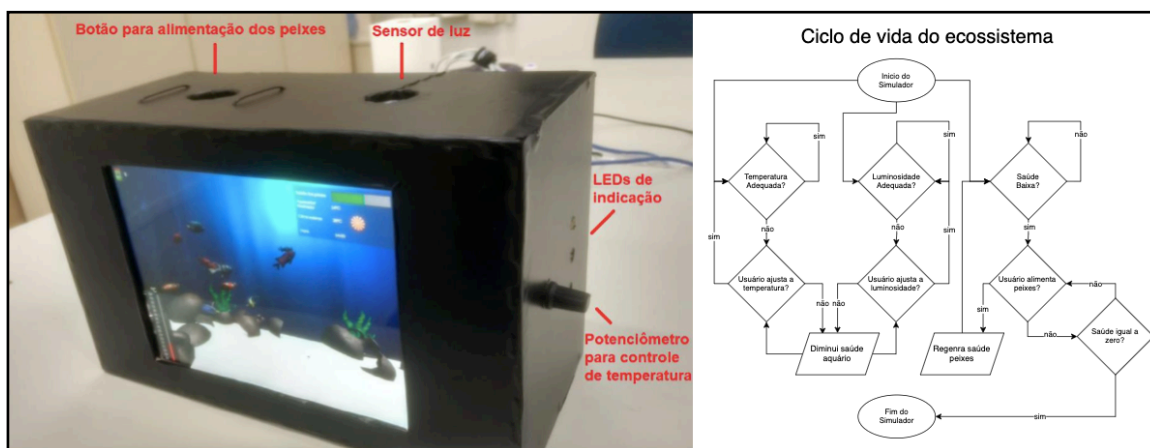 Botão para alimentação dos peixes
Sensor de luz
LEDs de
indicação
Potenciômetro
para controle
de temperatura
Ciclo de vida do ecossistema
Início do
Simulador
sim
sim
não
Temperatura
Adequada?
Luminosidade
Adequada?
Saúde
Baixa?
não
não
sim
sim
sim
Usuário ajusta a
temperatura?
Usuário ajusta a
luminosidade?
Usuário alimenta
peixes?
não
não
não
sim
não
Diminui saúde
aquário
Regenra saúde
peixes
Saúde igual a
zero?
Fim do
Simulador
sim